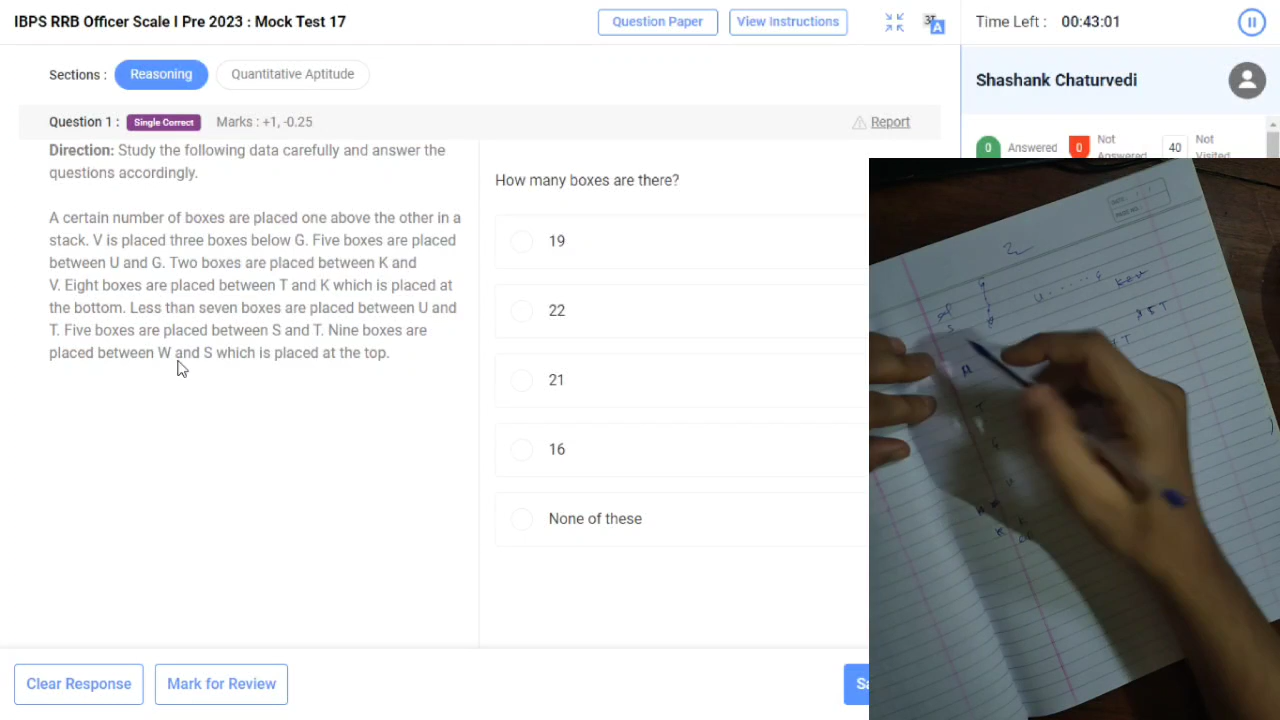 IBPS RRB Officer Scale I Pre 2023 : Mock Test 17
Question Paper
View Instructions
Time Left : 00:43:01
Sections :
Reasoning
Quantitative Aptitude
Shashank Chaturvedi
Question 1 :
Single Correct
Marks : +1, -0.25
Report
0 Answered
0 Not Answered
40 Not Visited
Direction: Study the following data carefully and answer the
questions accordingly.
A certain number of boxes are placed one above the other in a
stack. V is placed three boxes below G. Five boxes are placed
between U and G. Two boxes are placed between K and
V. Eight boxes are placed between T and K which is placed at
the bottom. Less than seven boxes are placed between U and
T. Five boxes are placed between S and T. Nine boxes are
placed between W and S which is placed at the top.
How many boxes are there?
19
22
21
16
None of these
Clear Response
Mark for Review
Sa